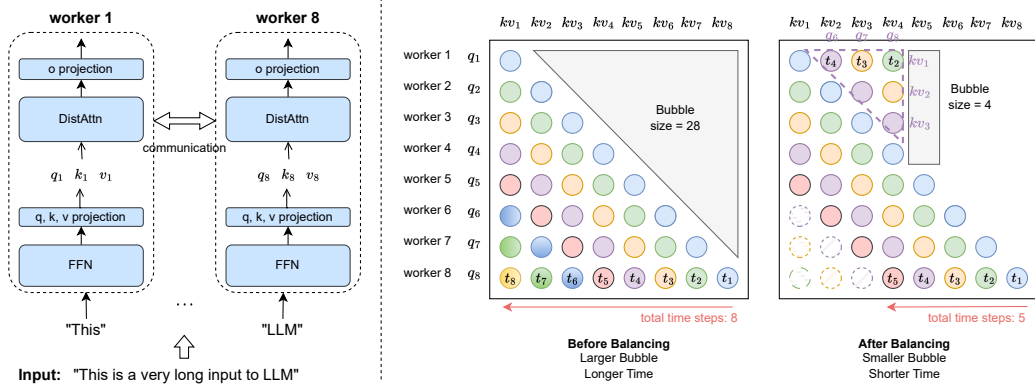 worker 1
worker 8
o projection
o projection
DistAttn
DistAttn
communication
q1 k1 v1
q8 k8 v8
q, k, v projection
q, k, v projection
FFN
FFN
...
"This"
"LLM"
Input: "This is a very long input to LLM"
kv1 kv2 kv3 kv4 kv5 kv6 kv7 kv8
worker 1 q1
worker 2 q2
worker 3 q3
worker 4 q4
worker 5 q5
worker 6 q6
worker 7 q7
worker 8 q8
t8 t7 t6 t5 t4 t3 t2 t1
Bubble
size = 28
total time steps: 8
Before Balancing
Larger Bubble
Longer Time
kv1 kv2 kv3 kv4 kv5 kv6 kv7 kv8
q6 q7 q8
t4 t3 t2 kv1
kv2
kv3
Bubble
size = 4
t5 t4 t3 t2 t1
total time steps: 5
After Balancing
Smaller Bubble
Shorter Time